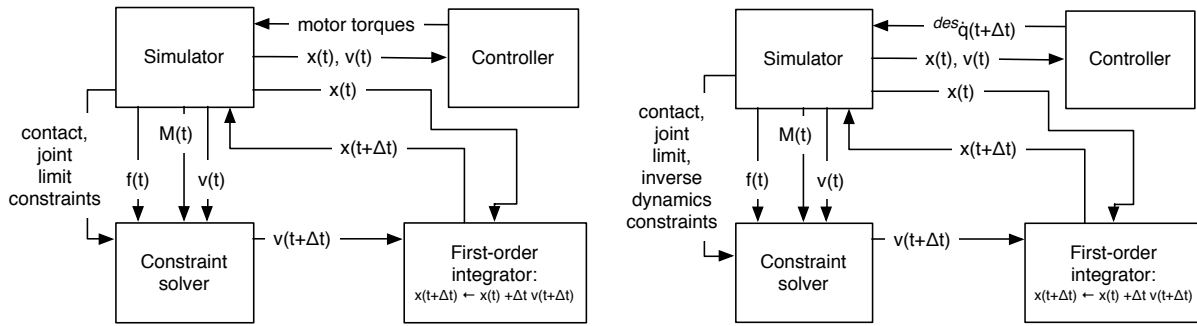 motor torques
Simulator
x(t), v(t)
Controller
x(t)
contact,
joint
limit
constraints
M(t)
x(t+Δt)
f(t)
v(t)
Constraint
solver
v(t+Δt)
First-order
integrator:
x(t+Δt) ← x(t) +Δt v(t+Δt)
des q̇(t+Δt)
Simulator
x(t), v(t)
Controller
x(t)
contact,
joint
limit,
inverse
dynamics
constraints
M(t)
x(t+Δt)
f(t)
v(t)
Constraint
solver
v(t+Δt)
First-order
integrator:
x(t+Δt) ← x(t) +Δt v(t+Δt)